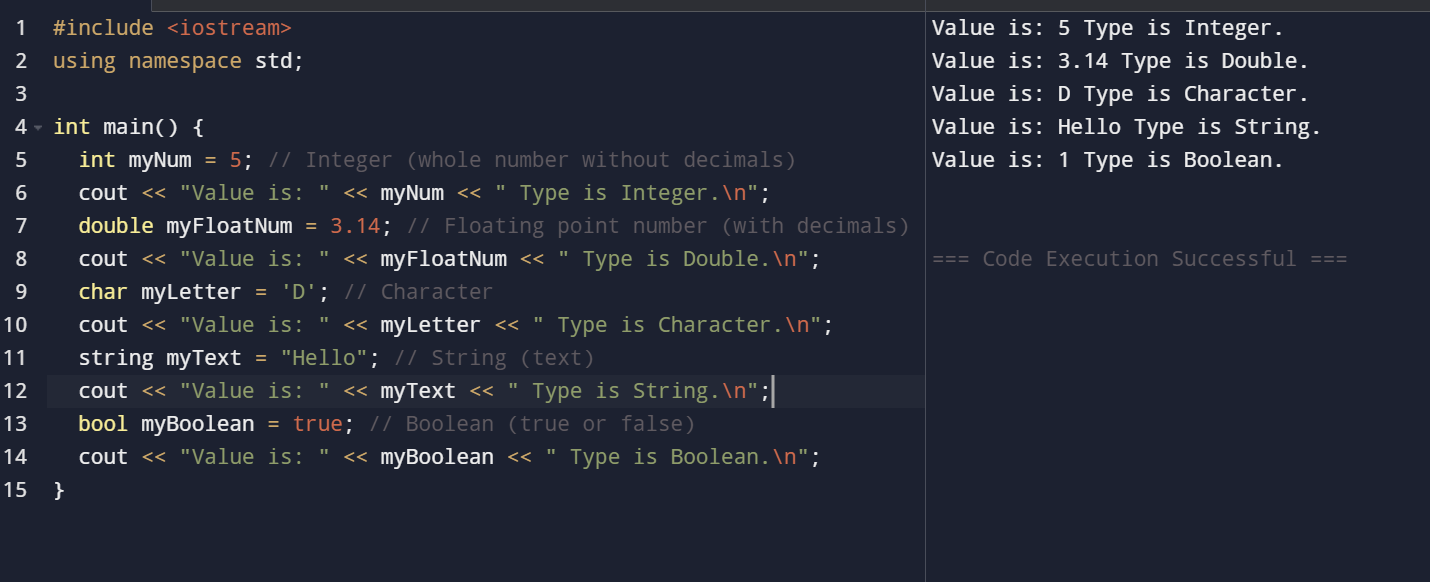 1 #include <iostream>
2 using namespace std;
3
4 int main() {
5   int myNum = 5; // Integer (whole number without decimals)
6   cout << "Value is: " << myNum << " Type is Integer.\n";
7   double myFloatNum = 3.14; // Floating point number (with decimals)
8   cout << "Value is: " << myFloatNum << " Type is Double.\n";
9   char myLetter = 'D'; // Character
10   cout << "Value is: " << myLetter << " Type is Character.\n";
11   string myText = "Hello"; // String (text)
12   cout << "Value is: " << myText << " Type is String.\n";
13   bool myBoolean = true; // Boolean (true or false)
14   cout << "Value is: " << myBoolean << " Type is Boolean.\n";
15 }
Value is: 5 Type is Integer.
Value is: 3.14 Type is Double.
Value is: D Type is Character.
Value is: Hello Type is String.
Value is: 1 Type is Boolean.
=== Code Execution Successful ===